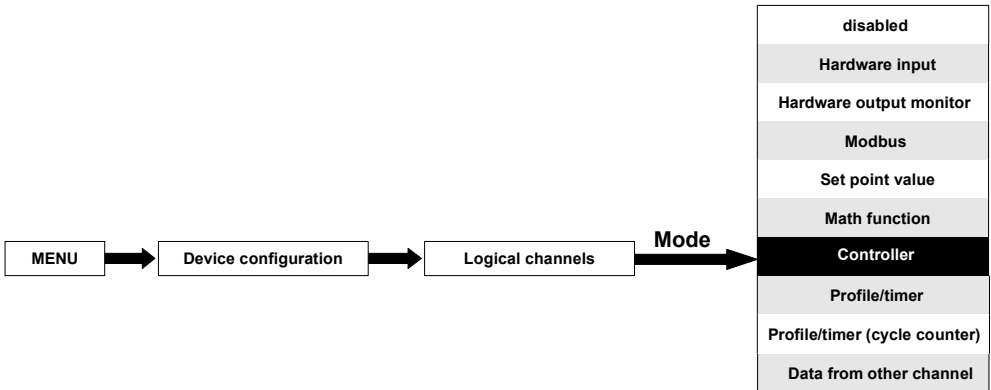 MENU
Device configuration
Logical channels
Mode
disabled
Hardware input
Hardware output monitor
Modbus
Set point value
Math function
Controller
Profile/timer
Profile/timer (cycle counter)
Data from other channel